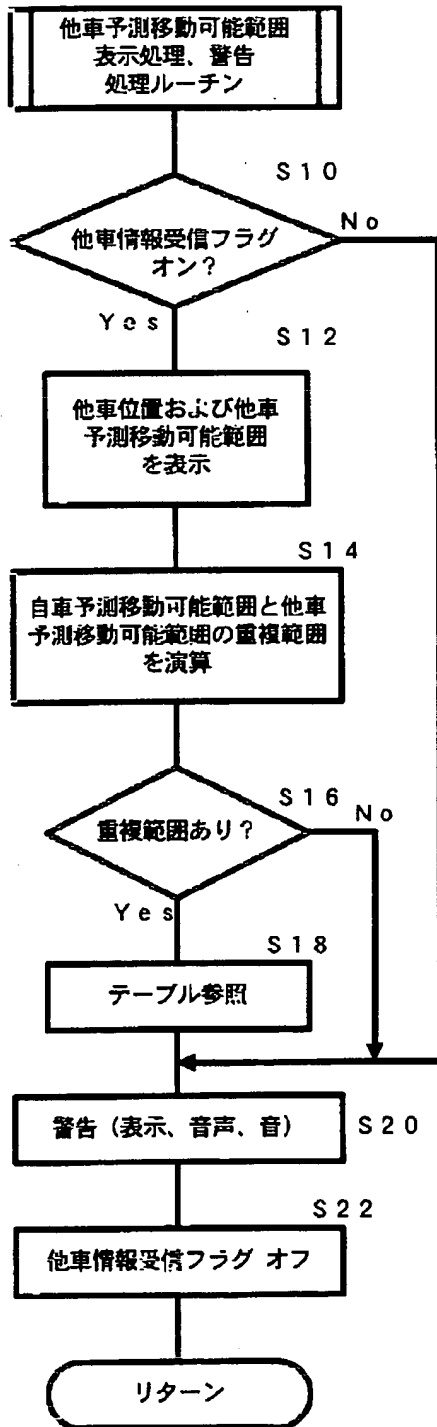 他車予測移動可能範囲
表示処理、警告
処理ルーチン
S10
他車情報受信フラグ
オン？
No
Yes
S12
他車位置および他車
予測移動可能範囲
を表示
S14
自車予測移動可能範囲と他車
予測移動可能範囲の重複範囲
を演算
S16
重複範囲あり？
No
Yes
S18
テーブル参照
警告（表示、音声、音）
S20
S22
他車情報受信フラグ オフ
リターン